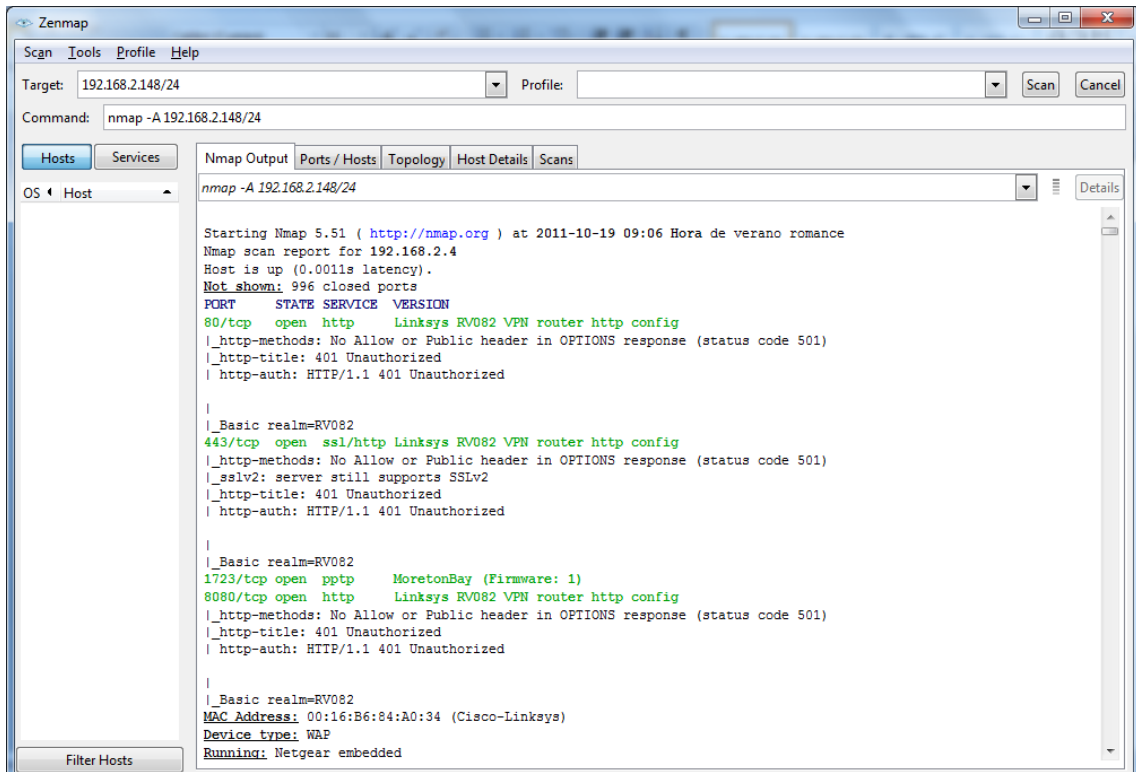 Zenmap
Scan Tools Profile Help
Target: 192.168.2.148/24 Profile: Scan Cancel
Command: nmap -A 192.168.2.148/24
Hosts Services
Nmap Output Ports / Hosts Topology Host Details Scans
OS Host
nmap -A 192.168.2.148/24 Details
Starting Nmap 5.51 ( http://nmap.org ) at 2011-10-19 09:06 Hora de verano romance
Nmap scan report for 192.168.2.4
Host is up (0.0011s latency).
Not shown: 996 closed ports
PORT STATE SERVICE VERSION
80/tcp open http Linksys RV082 VPN router http config
|_http-methods: No Allow or Public header in OPTIONS response (status code 501)
|_http-title: 401 Unauthorized
| http-auth: HTTP/1.1 401 Unauthorized
|
|_Basic realm=RV082
443/tcp open ssl/http Linksys RV082 VPN router http config
|_http-methods: No Allow or Public header in OPTIONS response (status code 501)
|_sslv2: server still supports SSLv2
|_http-title: 401 Unauthorized
| http-auth: HTTP/1.1 401 Unauthorized
|
|_Basic realm=RV082
1723/tcp open pptp MoretonBay (Firmware: 1)
8080/tcp open http Linksys RV082 VPN router http config
|_http-methods: No Allow or Public header in OPTIONS response (status code 501)
|_http-title: 401 Unauthorized
| http-auth: HTTP/1.1 401 Unauthorized
|
|_Basic realm=RV082
MAC Address: 00:16:B6:84:A0:34 (Cisco-Linksys)
Device type: WAP
Running: Netgear embedded
Filter Hosts